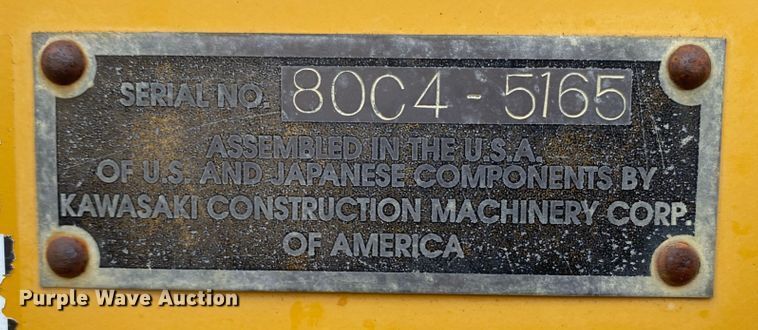 SERIAL NO. 80C4-5165
ASSEMBLED IN THE U.S.A.
OF U.S. AND JAPANESE COMPONENTS BY
KAWASAKI CONSTRUCTION MACHINERY CORP.
OF AMERICA
Purple Wave Auction